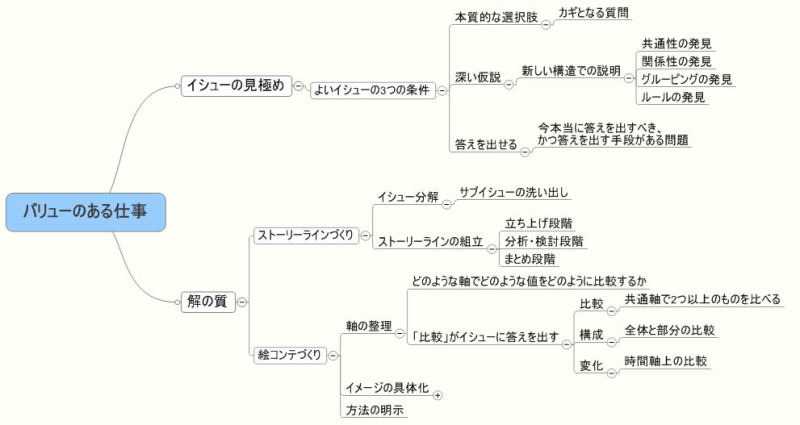 バリューのある仕事
イシューの見極め
よいイシューの3つの条件
本質的な選択肢
カギとなる質問
深い仮説
新しい構造での説明
共通性の発見
関係性の発見
グルーピングの発見
ルールの発見
答えを出せる
今本当に答えを出すべき、
かつ答えを出す手段がある問題
解の質
ストーリーラインづくり
イシュー分解
サブイシューの洗い出し
ストーリーラインの組立
立ち上げ段階
分析・検討段階
まとめ段階
絵コンテづくり
軸の整理
どのような軸でどのような値をどのように比較するか
「比較」がイシューに答えを出す
比較
共通軸で2つ以上のものを比べる
構成
全体と部分の比較
変化
時間軸上の比較
イメージの具体化
方法の明示